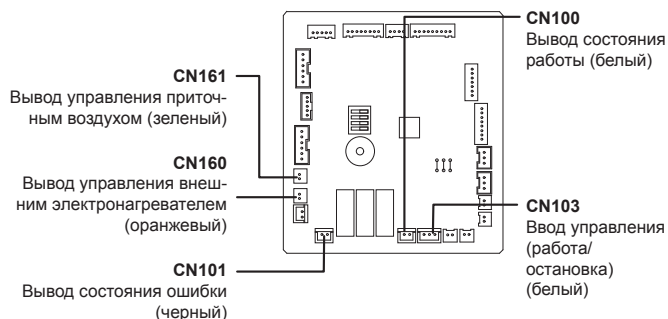 CN100
Вывод состояния
работы (белый)
CN161
Вывод управления приточ-
ным воздухом (зеленый)
CN160
Вывод управления внеш-
ним электронагревателем
(оранжевый)
CN103
Ввод управления
(работа/
остановка)
(белый)
CN101
Вывод состояния ошибки
(черный)